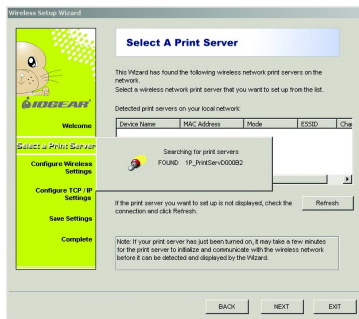 Wireless Setup Wizard
IOGEAR
Welcome
Select a Print Server
Configure Wireless
Settings
Configure TCP / IP
Settings
Save Settings
Complete
Select A Print Server
This Wizard has found the following wireless network print servers on the
network.
Select a wireless network print server that you want to set up from the list.
Detected print servers on your local network:
Device Name MAC Address Mode ESSID Chan
Searching for print servers
FOUND 1P_PrintServD000B2
If the print server you want to set up is not displayed, check the
connection and click Refresh.
Refresh
Note: If your print server has just been turned on, it may take a few minutes
for the print server to initialize and communicate with the wireless network
before it can be detected and displayed by the Wizard.
BACK NEXT EXIT